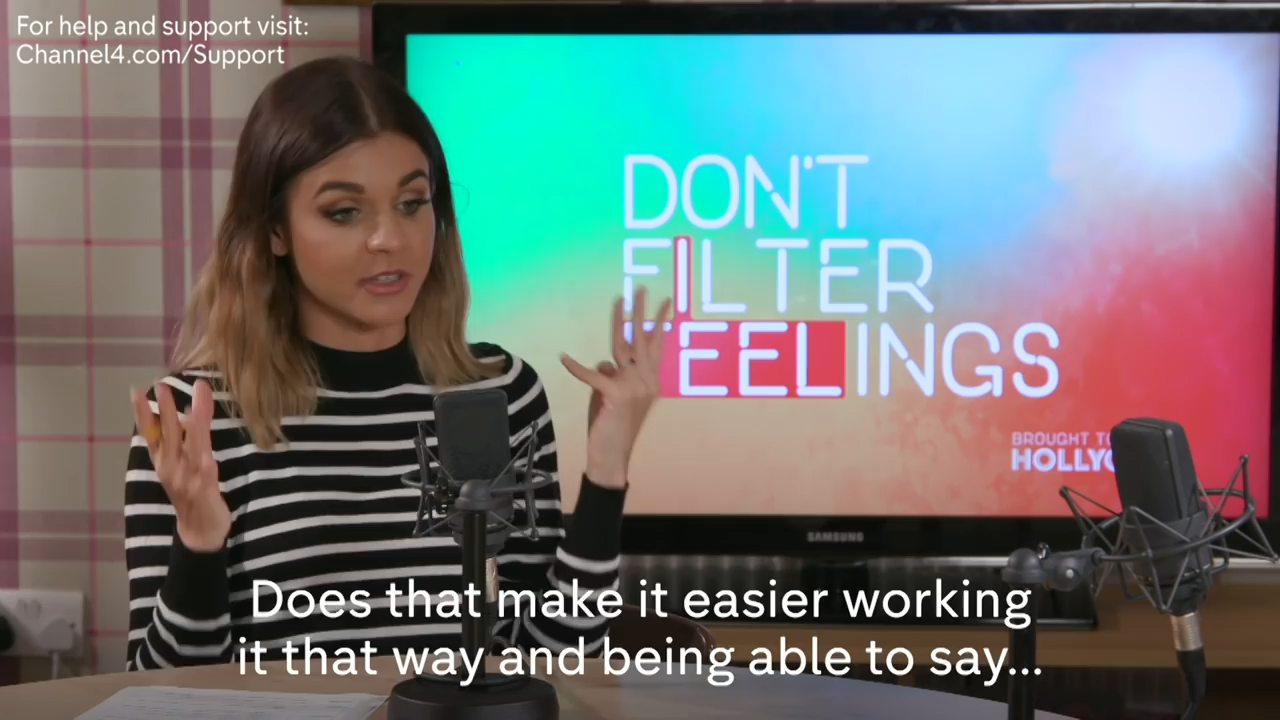 For help and support visit:
Channel4.com/Support
DON'T
FILTER
FEELINGS
BROUGHT TO
HOLLYO
SAMSUNG
Does that make it easier working
it that way and being able to say...